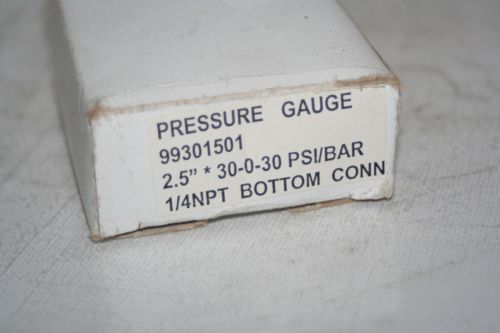 PRESSURE GAUGE
99301501
2.5” * 30-0-30 PSI/BAR
1/4NPT BOTTOM CONN